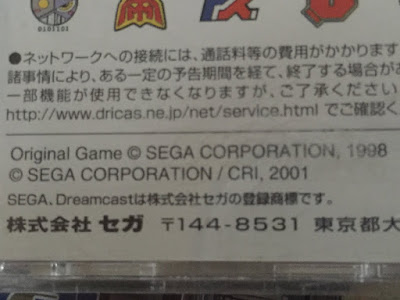 ●ネットワークへの接続には、通話料等の費用がかかります
諸事情により、ある一定の予告期間を経て、終了する場合が
一部機能が使用できなくなりますが、ご了承ください
http://www.dricas.ne.jp/net/service.htmlでご確認く
Original Game © SEGA CORPORATION, 1998
© SEGA CORPORATION / CRI, 2001
SEGA、Dreamcastは株式会社セガの登録商標です。
株式会社 セガ 〒144-8531 東京都大